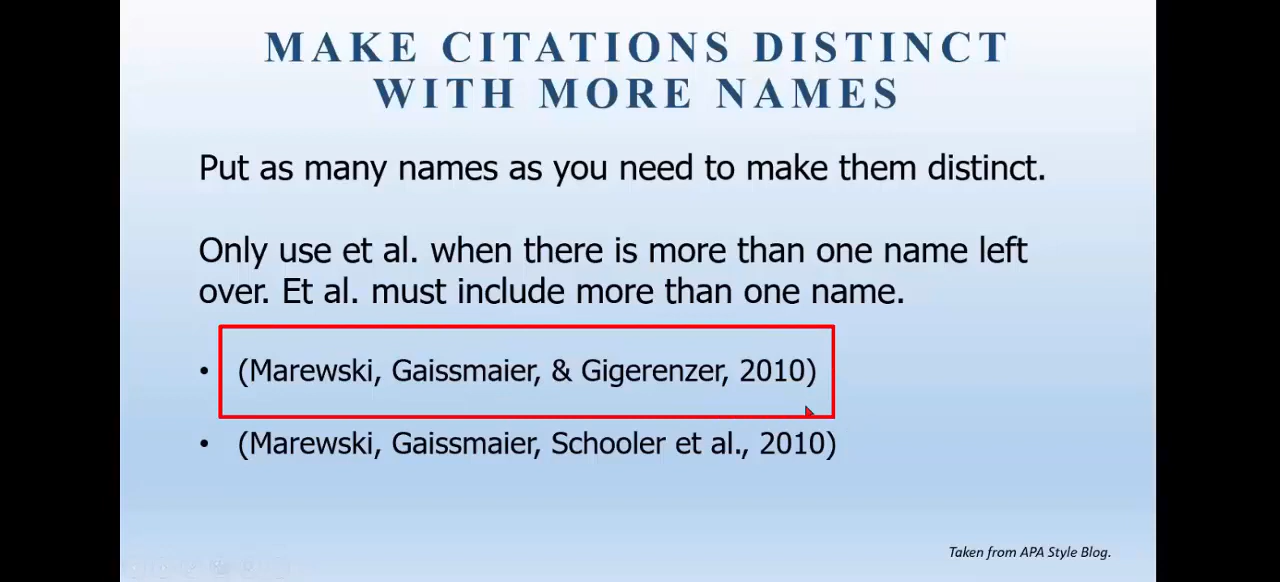 MAKE CITATIONS DISTINCT
WITH MORE NAMES
Put as many names as you need to make them distinct.
Only use et al. when there is more than one name left
over. Et al. must include more than one name.
• (Marewski, Gaissmaier, & Gigerenzer, 2010)
• (Marewski, Gaissmaier, Schooler et al., 2010)
Taken from APA Style Blog.